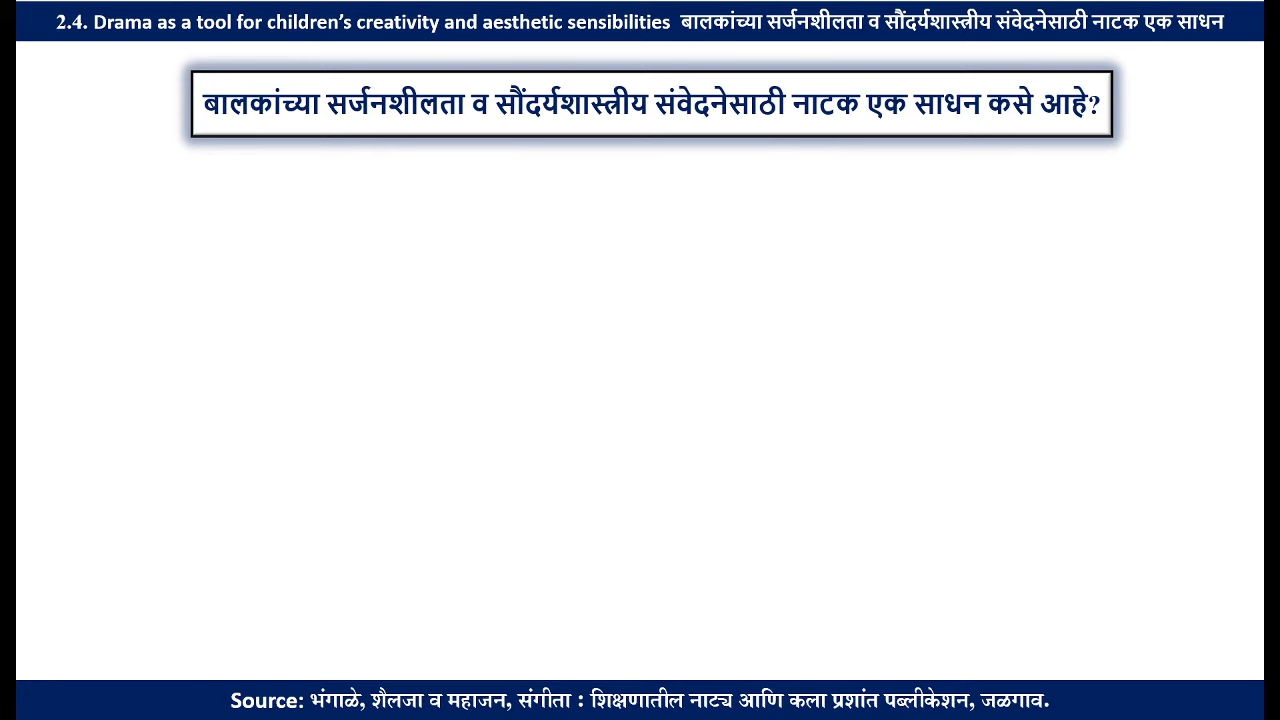 2.4. Drama as a tool for children’s creativity and aesthetic sensibilities बालकांच्या सर्जनशीलता व सौंदर्यशास्त्रीय संवेदनेसाठी नाटक एक साधन
बालकांच्या सर्जनशीलता व सौंदर्यशास्त्रीय संवेदनेसाठी नाटक एक साधन कसे आहे?
Source: भंगाळे, शैलजा व महाजन, संगीता : शिक्षणातील नाट्य आणि कला प्रशांत पब्लीकेशन, जळगाव.